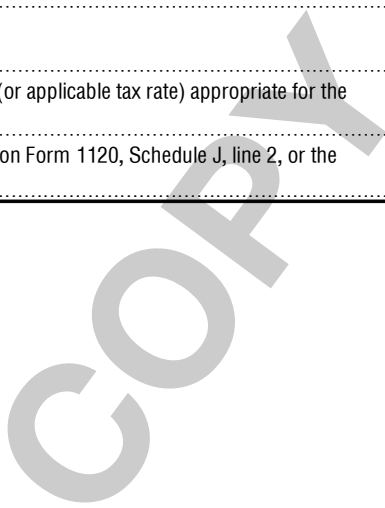 (or applicable tax rate) appropriate for the
on Form 1120, Schedule J, line 2, or the
COPY